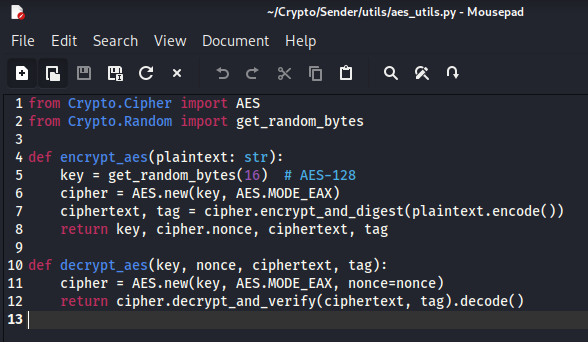 ~/Crypto/Sender/utils/aes_utils.py - Mousepad
File Edit Search View Document Help
1 from Crypto.Cipher import AES
2 from Crypto.Random import get_random_bytes
3
4 def encrypt_aes(plaintext: str):
5     key = get_random_bytes(16)  # AES-128
6     cipher = AES.new(key, AES.MODE_EAX)
7     ciphertext, tag = cipher.encrypt_and_digest(plaintext.encode())
8     return key, cipher.nonce, ciphertext, tag
9
10 def decrypt_aes(key, nonce, ciphertext, tag):
11     cipher = AES.new(key, AES.MODE_EAX, nonce=nonce)
12     return cipher.decrypt_and_verify(ciphertext, tag).decode()
13